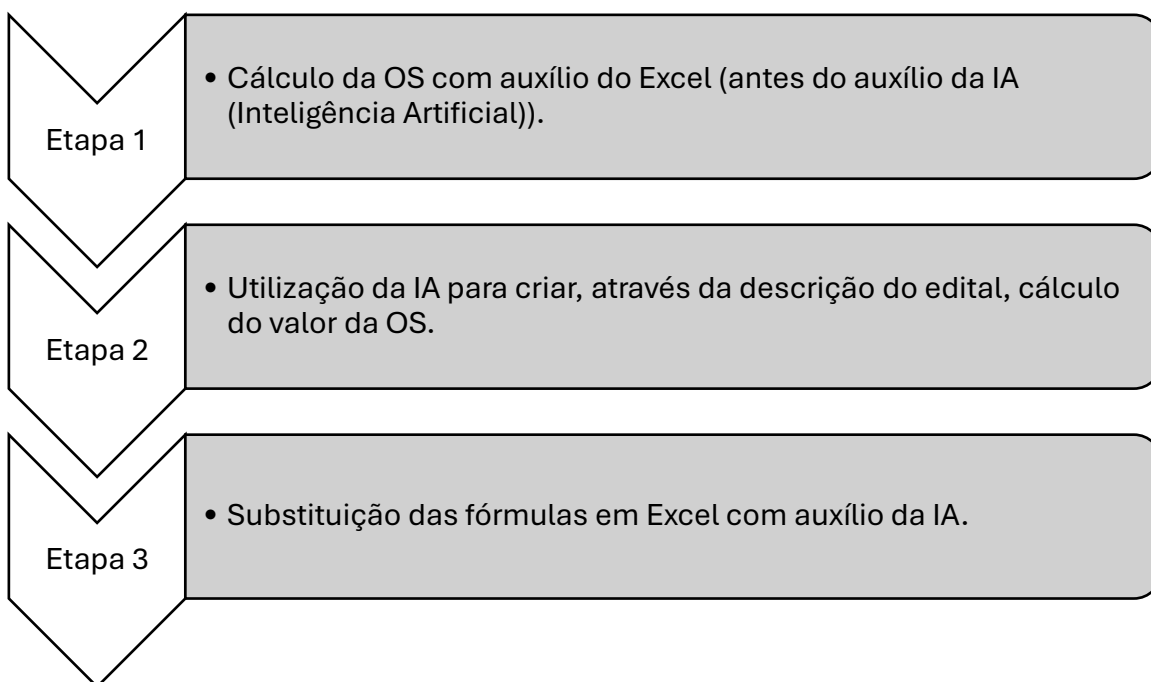 Etapa 1
• Cálculo da OS com auxílio do Excel (antes do auxílio da IA
(Inteligência Artificial)).
Etapa 2
• Utilização da IA para criar, através da descrição do edital, cálculo
do valor da OS.
Etapa 3
• Substituição das fórmulas em Excel com auxílio da IA.